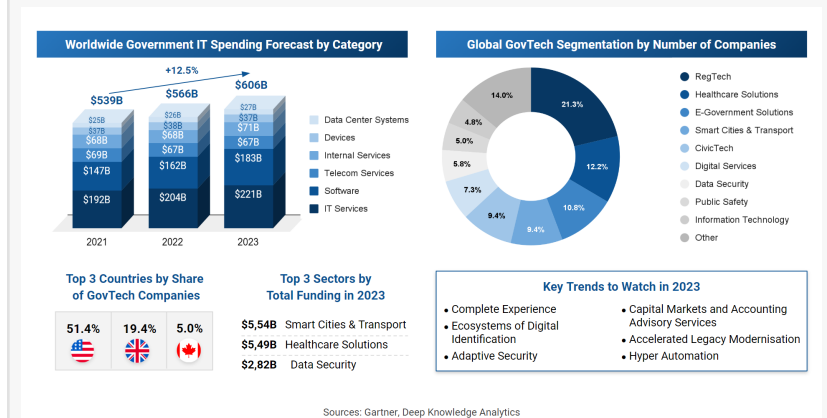 Worldwide Government IT Spending Forecast by Category
+12.5%
$539B
$566B
$606B
$25B
$37B
$68B
$69B
$147B
$192B
$26B
$38B
$68B
$67B
$162B
$204B
$27B
$37B
$71B
$67B
$183B
$221B
2021
2022
2023
Data Center Systems
Devices
Internal Services
Telecom Services
Software
IT Services
Global GovTech Segmentation by Number of Companies
21.3%
12.2%
10.8%
9.4%
9.4%
7.3%
5.8%
5.0%
4.8%
14.0%
RegTech
Healthcare Solutions
E-Government Solutions
Smart Cities & Transport
CivicTech
Digital Services
Data Security
Public Safety
Information Technology
Other
Top 3 Countries by Share
of GovTech Companies
51.4%
19.4%
5.0%
Top 3 Sectors by
Total Funding in 2023
$5,54B Smart Cities & Transport
$5,49B Healthcare Solutions
$2,82B Data Security
Key Trends to Watch in 2023
• Complete Experience
• Ecosystems of Digital
Identification
• Adaptive Security
• Capital Markets and Accounting
Advisory Services
• Accelerated Legacy Modernisation
• Hyper Automation
Sources: Gartner, Deep Knowledge Analytics